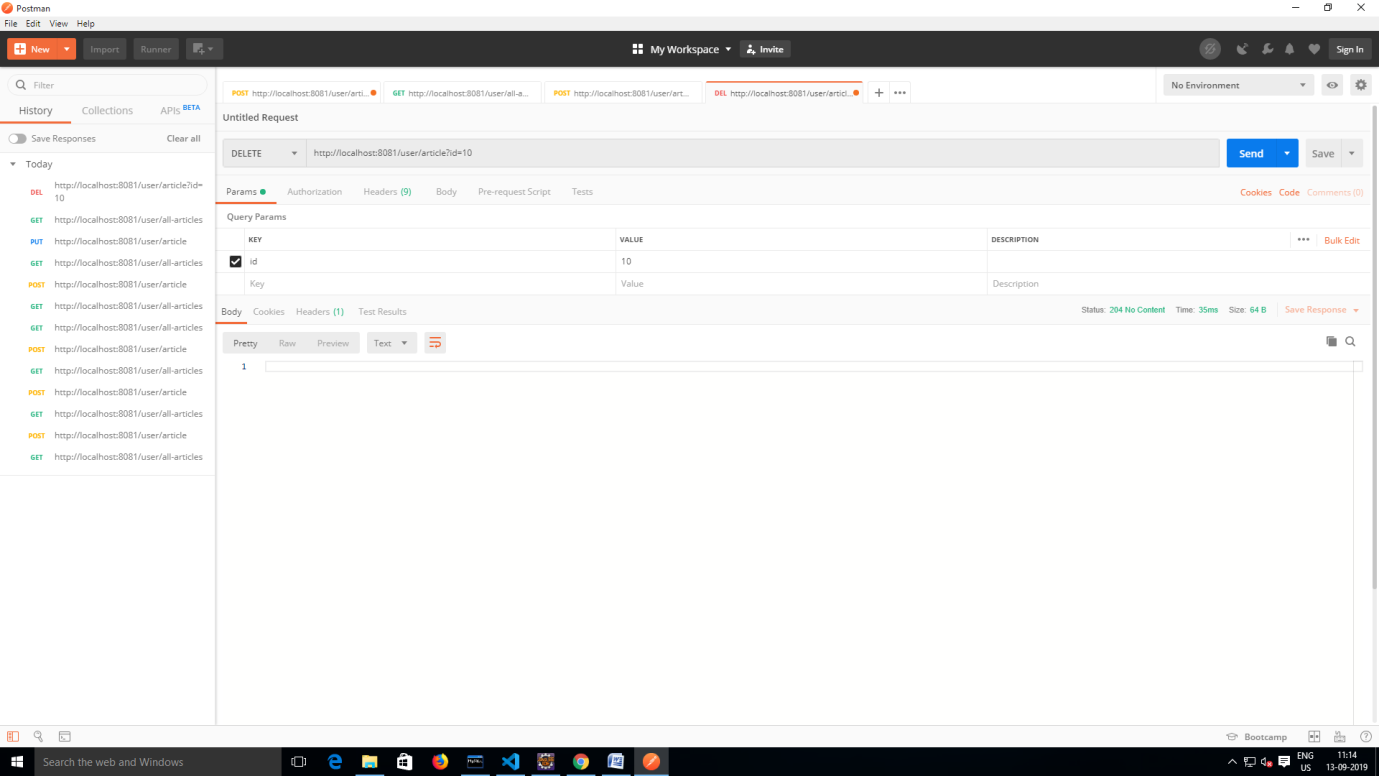 Postman
File Edit View Help
New Import Runner My Workspace Invite Sign In
Filter
History Collections APIs BETA
Save Responses Clear all
Today
DEL http://localhost:8081/user/article?id=
10
GET http://localhost:8081/user/all-articles
PUT http://localhost:8081/user/article
GET http://localhost:8081/user/all-articles
POST http://localhost:8081/user/article
GET http://localhost:8081/user/all-articles
GET http://localhost:8081/user/all-articles
POST http://localhost:8081/user/article
GET http://localhost:8081/user/all-articles
POST http://localhost:8081/user/article
GET http://localhost:8081/user/all-articles
POST http://localhost:8081/user/article
GET http://localhost:8081/user/all-articles
POST http://localhost:8081/user/arti... GET http://localhost:8081/user/all-a... POST http://localhost:8081/user/art... DEL http://localhost:8081/user/articl... No Environment
Untitled Request
DELETE http://localhost:8081/user/article?id=10 Send Save
Params Authorization Headers (9) Body Pre-request Script Tests Cookies Code Comments (0)
Query Params
KEY VALUE DESCRIPTION Bulk Edit
id 10
Key Value Description
Body Cookies Headers (1) Test Results Status: 204 No Content Time: 35ms Size: 64 B Save Response
Pretty Raw Preview Text
1
Bootcamp
Search the web and Windows
ENG 11:14
US 13-09-2019